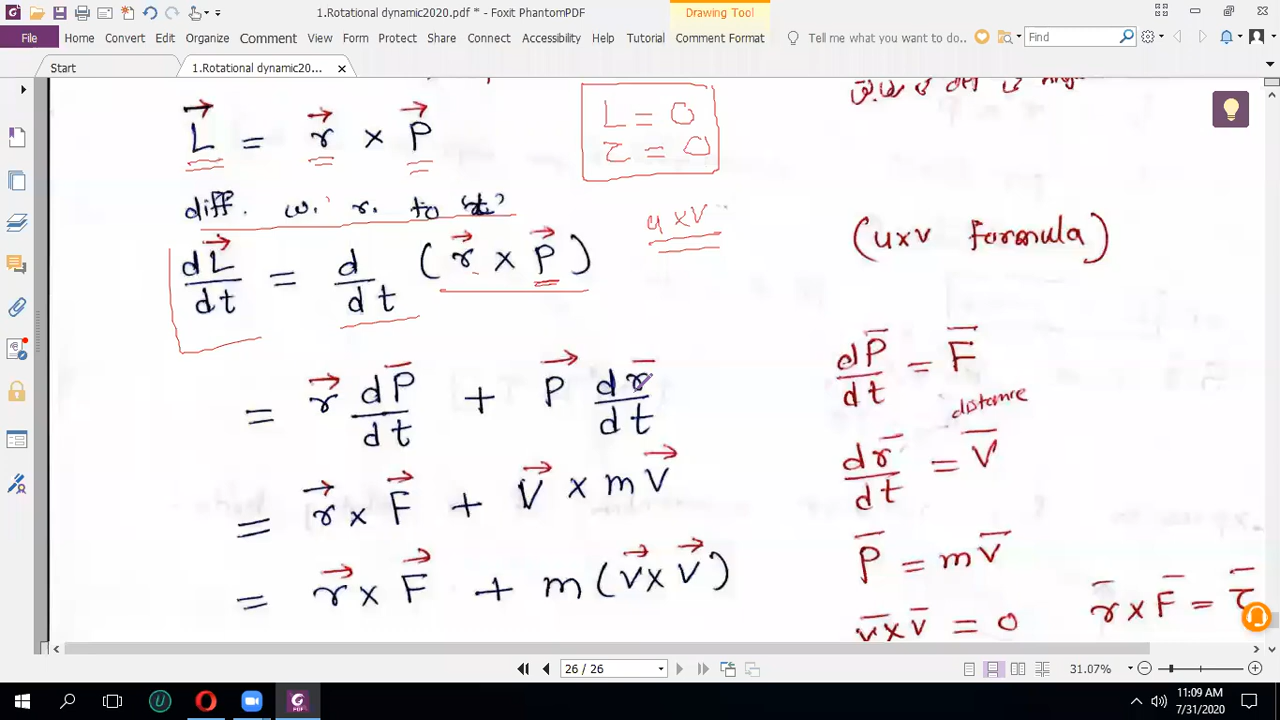 1.Rotational dynamic2020.pdf * - Foxit PhantomPDF
Drawing Tool
File Home Convert Edit Organize Comment View Form Protect Share Connect Accessibility Help Tutorial Comment Format Tell me what you want to do.. Find
Start 1.Rotational dynamic20...
L = r × P
L = 0
τ = 0
diff. w. r. to 't'
u×v
dL/dt = d/dt (r × P)
(u×v formula)
= r dP/dt + P dr/dt
dP/dt = F
distance
dr/dt = V
= r × F + V × mV
P = mV
= r × F + m(V×V)
r × F = τ
V×V = 0
26 / 26
31.07%
11:09 AM
7/31/2020